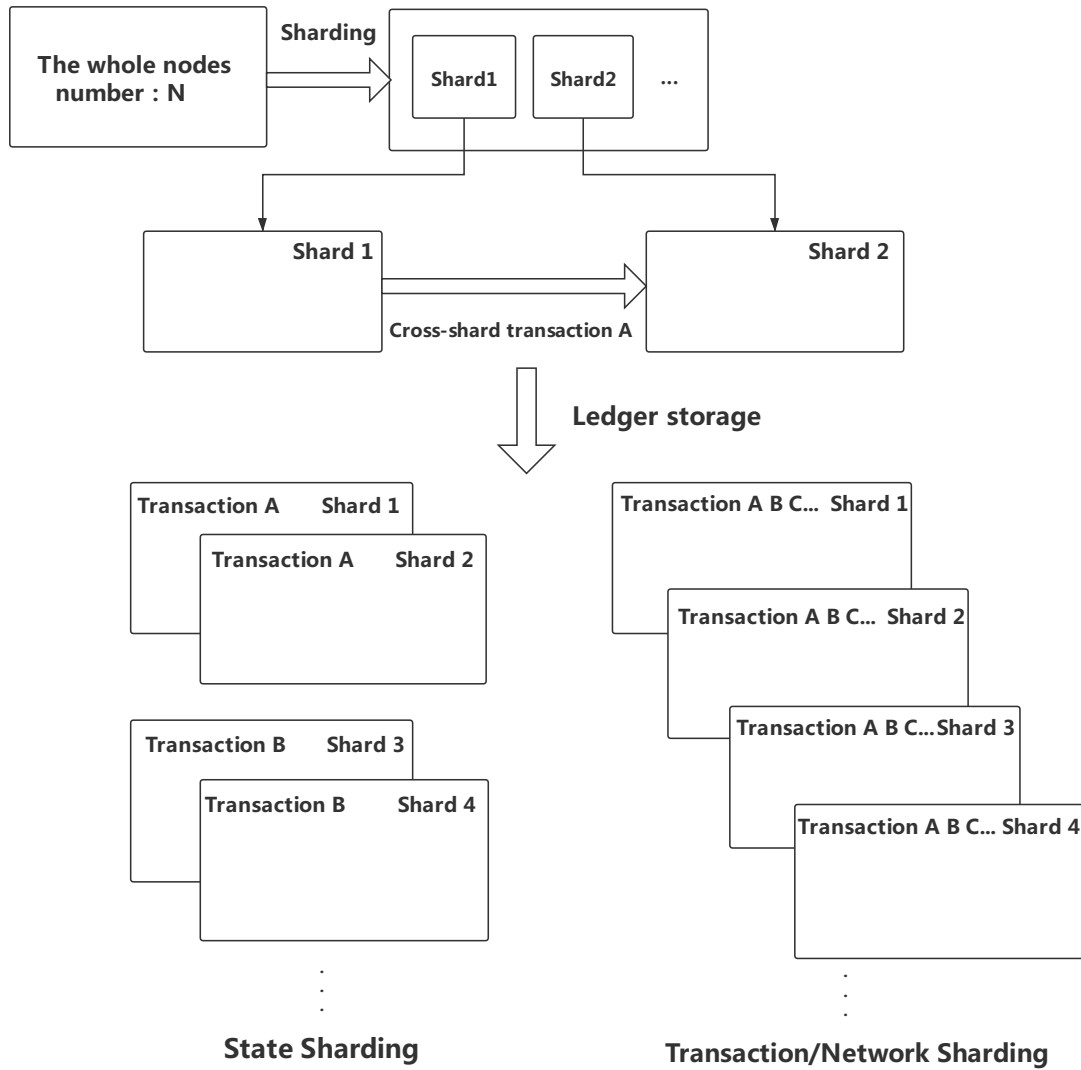 Sharding
The whole nodes
number : N
Shard1
Shard2
...
Shard 1
Shard 2
Cross-shard transaction A
Ledger storage
Transaction A Shard 1
Transaction A Shard 2
Transaction B Shard 3
Transaction B Shard 4
State Sharding
Transaction A B C... Shard 1
Transaction A B C... Shard 2
Transaction A B C... Shard 3
Transaction A B C... Shard 4
Transaction/Network Sharding